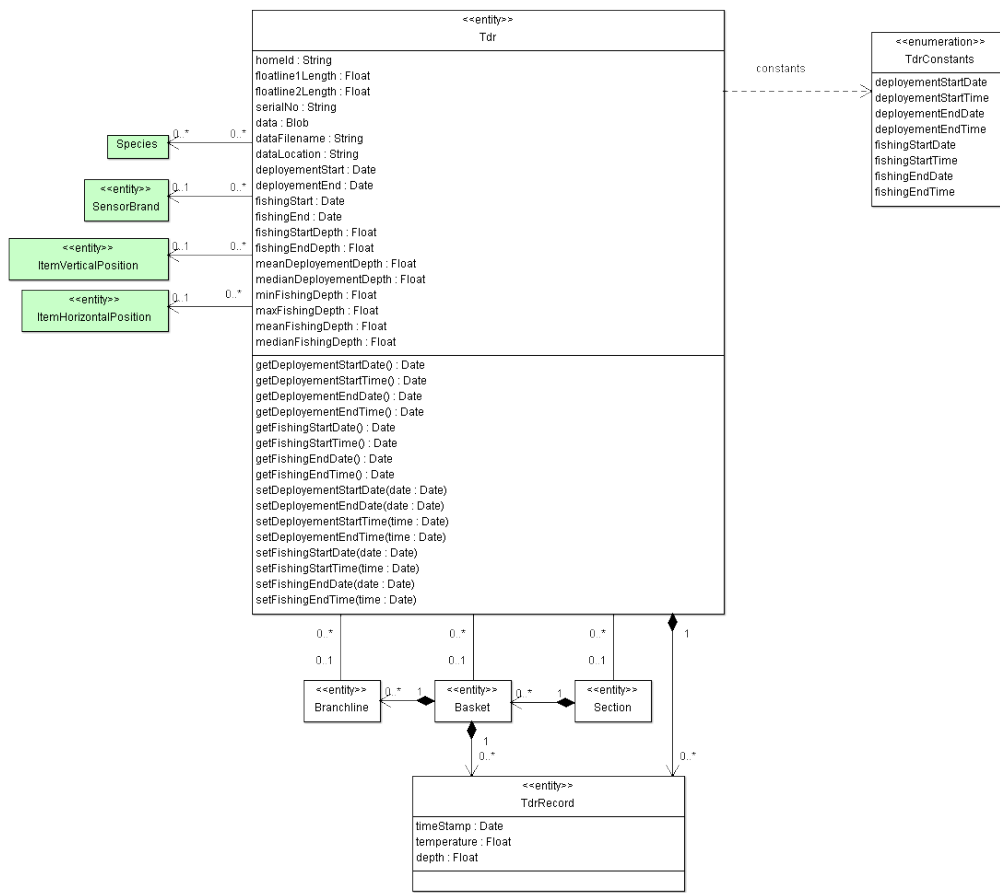 <<entity>>
Tdr
homeId : String
floatline1Length : Float
floatline2Length : Float
serialNo : String
data : Blob
dataFilename : String
dataLocation : String
deployementStart : Date
deployementEnd : Date
fishingStart : Date
fishingEnd : Date
fishingStartDepth : Float
fishingEndDepth : Float
meanDeployementDepth : Float
medianDeployementDepth : Float
minFishingDepth : Float
maxFishingDepth : Float
meanFishingDepth : Float
medianFishingDepth : Float
getDeployementStartDate() : Date
getDeployementStartTime() : Date
getDeployementEndDate() : Date
getDeployementEndTime() : Date
getFishingStartDate() : Date
getFishingStartTime() : Date
getFishingEndDate() : Date
getFishingEndTime() : Date
setDeployementStartDate(date : Date)
setDeployementEndDate(date : Date)
setDeployementStartTime(time : Date)
setDeployementEndTime(time : Date)
setFishingStartDate(date : Date)
setFishingStartTime(time : Date)
setFishingEndDate(date : Date)
setFishingEndTime(time : Date)
constants
<<enumeration>>
TdrConstants
deployementStartDate
deployementStartTime
deployementEndDate
deployementEndTime
fishingStartDate
fishingStartTime
fishingEndDate
fishingEndTime
0..* 0..*
Species
0..1 0..*
<<entity>>
SensorBrand
0..1 0..*
<<entity>>
ItemVerticalPosition
0..1 0..*
<<entity>>
ItemHorizontalPosition
0..* 0..* 0..* 1
0..1 0..1 0..1
<<entity>>
Branchline
0..* 1
<<entity>>
Basket
0..* 1
<<entity>>
Section
1
0..* 0..*
<<entity>>
TdrRecord
timeStamp : Date
temperature : Float
depth : Float